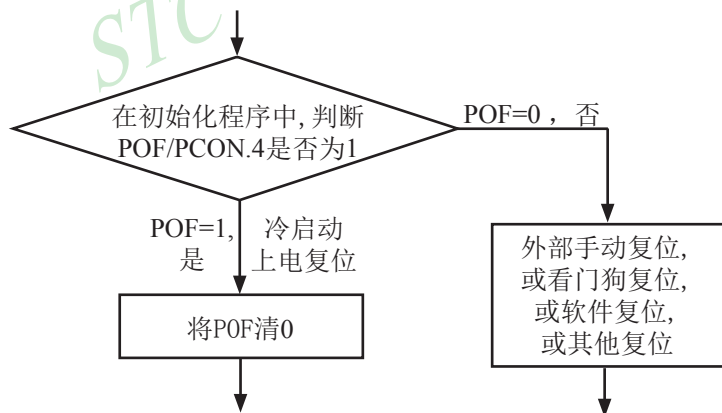 STC
在初始化程序中,判断
POF/PCON.4是否为1
POF=0 ，否
POF=1,
是
冷启动
上电复位
外部手动复位,
或看门狗复位,
或软件复位,
或其他复位
将POF清0